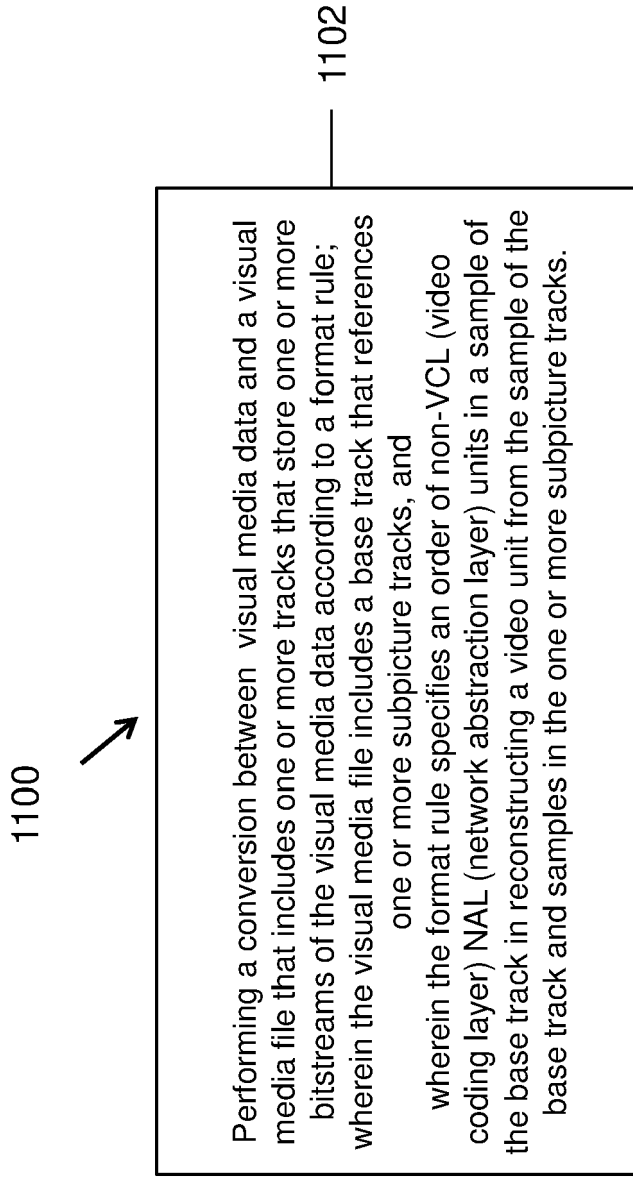 1100
Performing a conversion between visual media data and a visual
media file that includes one or more tracks that store one or more
bitstreams of the visual media data according to a format rule;
wherein the visual media file includes a base track that references
one or more subpicture tracks, and
wherein the format rule specifies an order of non-VCL (video
coding layer) NAL (network abstraction layer) units in a sample of
the base track in reconstructing a video unit from the sample of the
base track and samples in the one or more subpicture tracks.
1102